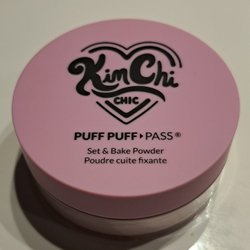 KimChi
CHIC
PUFF PUFF▸PASS®
Set & Bake Powder
Poudre cuite fixante